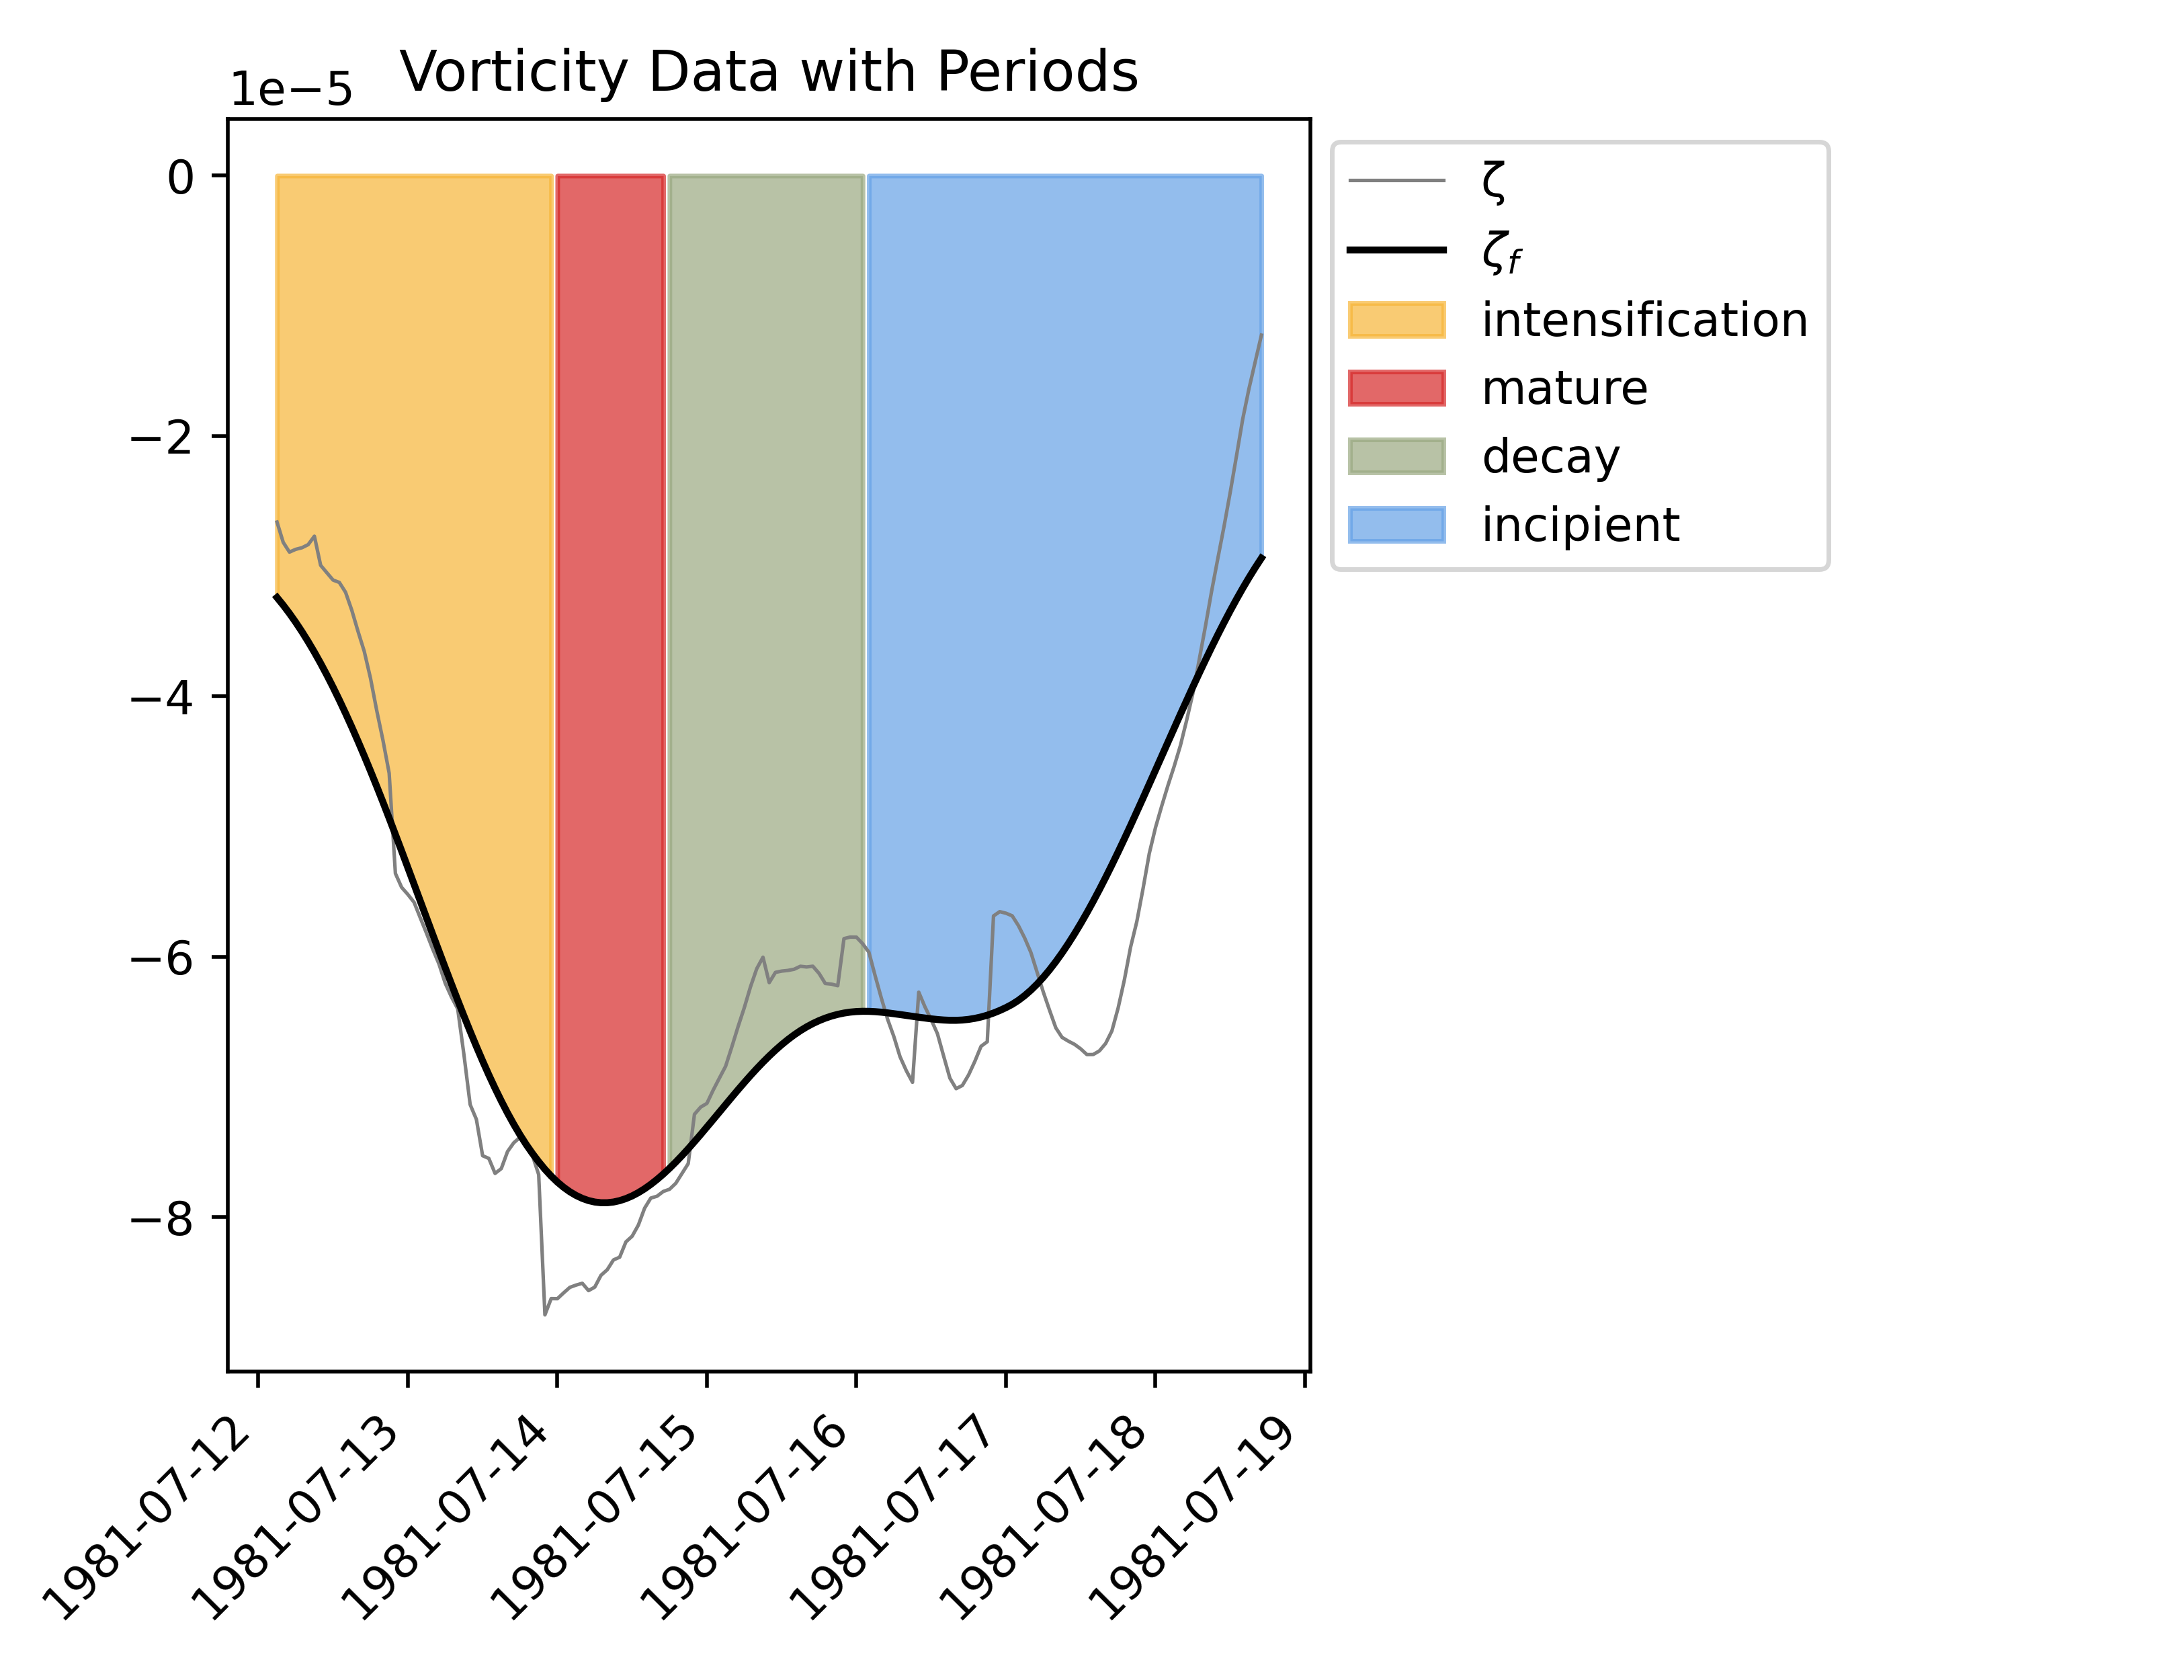 Vorticity Data with Periods
1e−5
0
−2
−4
−6
−8
1981-07-12
1981-07-13
1981-07-14
1981-07-15
1981-07-16
1981-07-17
1981-07-18
1981-07-19
ζ
ζf
intensification
mature
decay
incipient